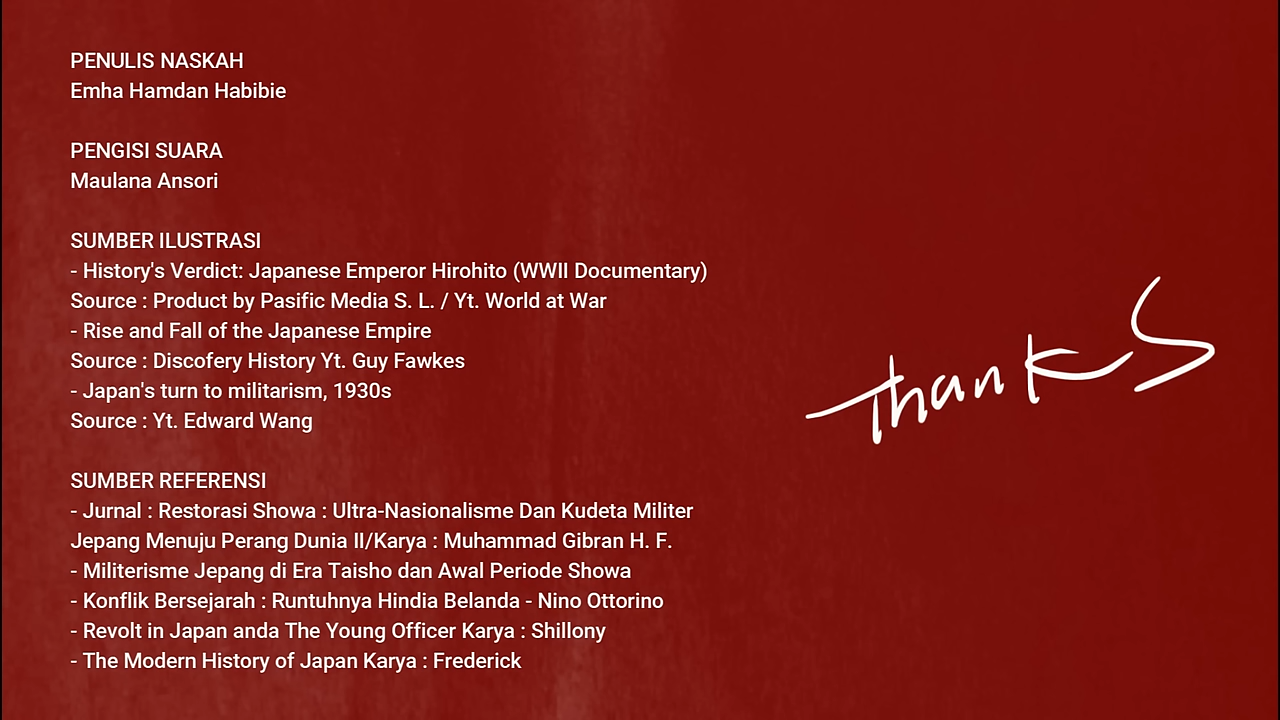 PENULIS NASKAH
Emha Hamdan Habibie
PENGISI SUARA
Maulana Ansori
SUMBER ILUSTRASI
- History's Verdict: Japanese Emperor Hirohito (WWII Documentary)
Source : Product by Pasific Media S. L. / Yt. World at War
- Rise and Fall of the Japanese Empire
Source : Discofery History Yt. Guy Fawkes
- Japan's turn to militarism, 1930s
Source : Yt. Edward Wang
SUMBER REFERENSI
- Jurnal : Restorasi Showa : Ultra-Nasionalisme Dan Kudeta Militer
Jepang Menuju Perang Dunia II/Karya : Muhammad Gibran H. F.
- Militerisme Jepang di Era Taisho dan Awal Periode Showa
- Konflik Bersejarah : Runtuhnya Hindia Belanda - Nino Ottorino
- Revolt in Japan anda The Young Officer Karya : Shillony
- The Modern History of Japan Karya : Frederick
Thanks